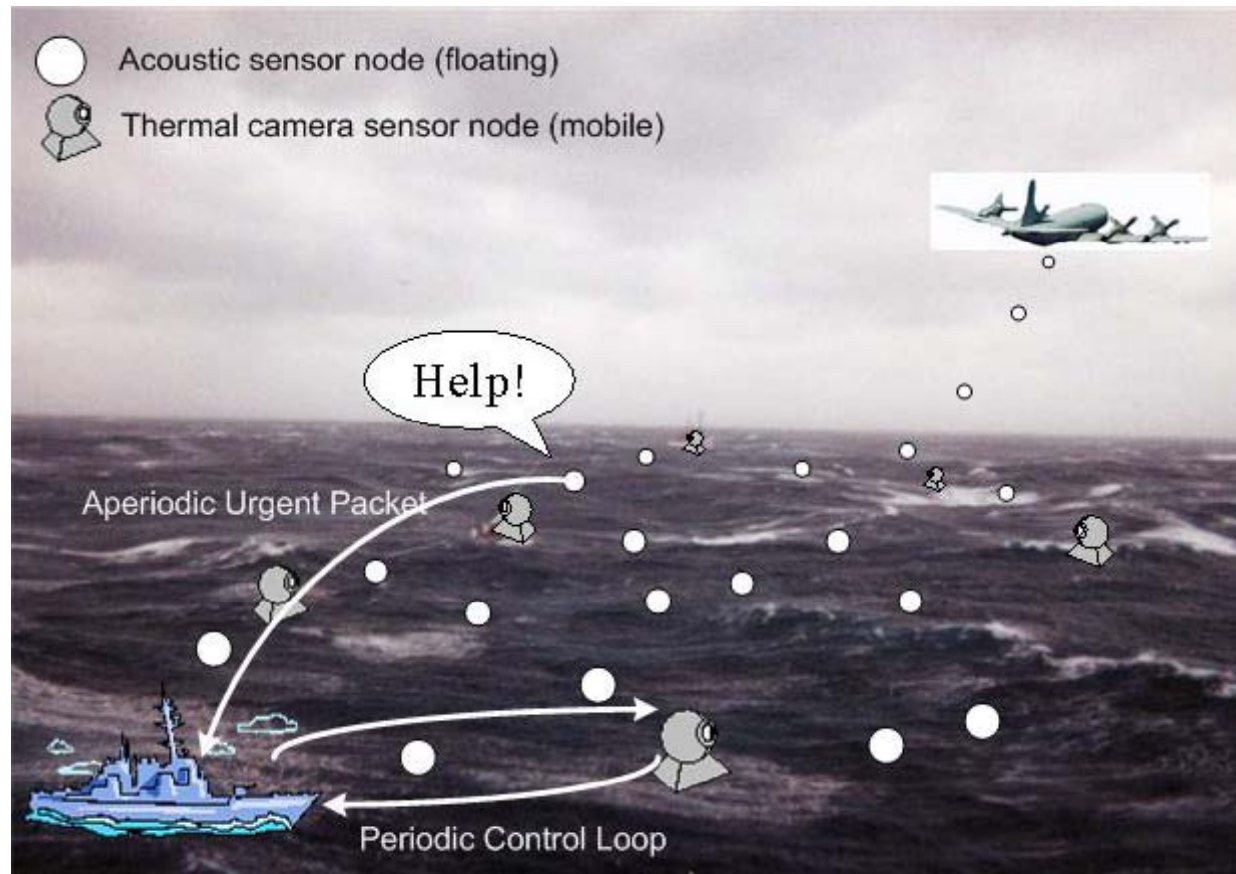 Acoustic sensor node (floating)
Thermal camera sensor node (mobile)
Help!
Aperiodic Urgent Packet
Periodic Control Loop